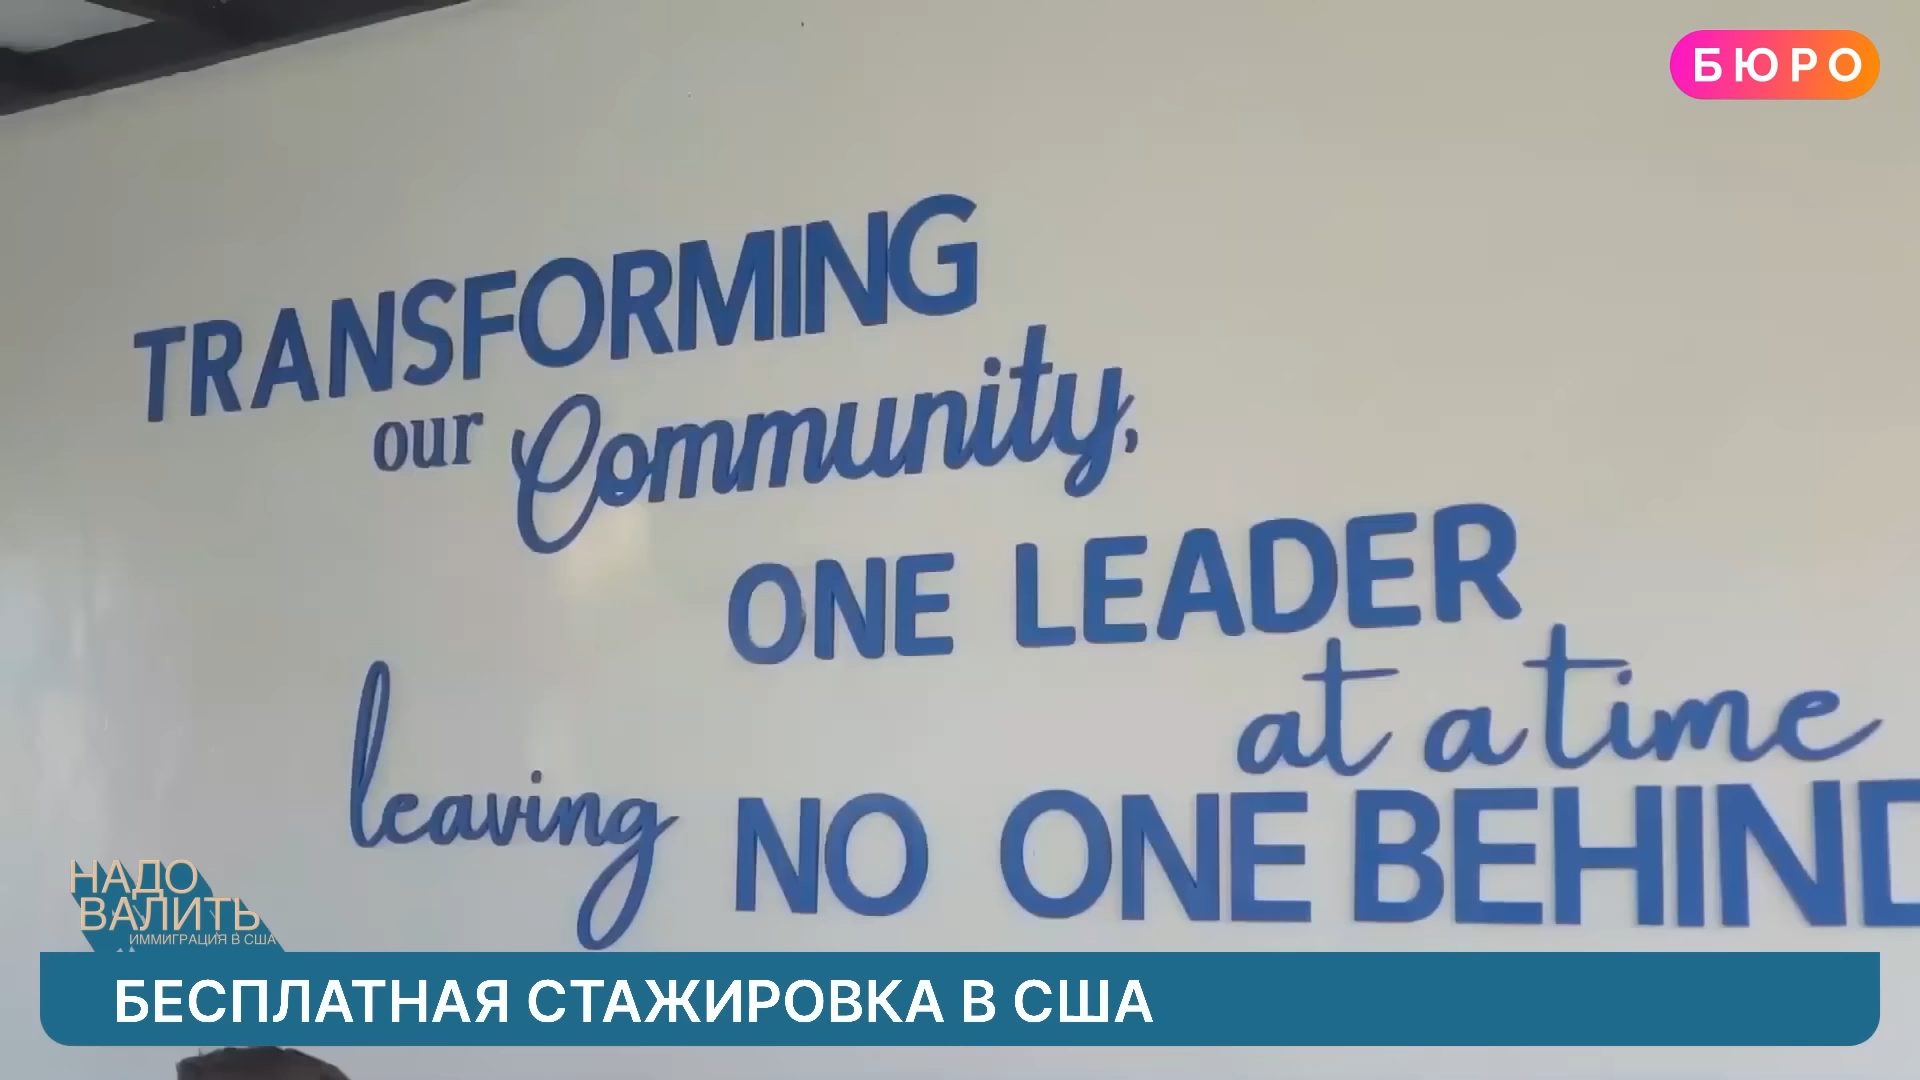 БЮРО
TRANSFORMING
our Community,
ONE LEADER
at a time
leaving NO ONE BEHIND
НАДО
ВАЛИТЬ
ИММИГРАЦИЯ В США
БЕСПЛАТНАЯ СТАЖИРОВКА В США